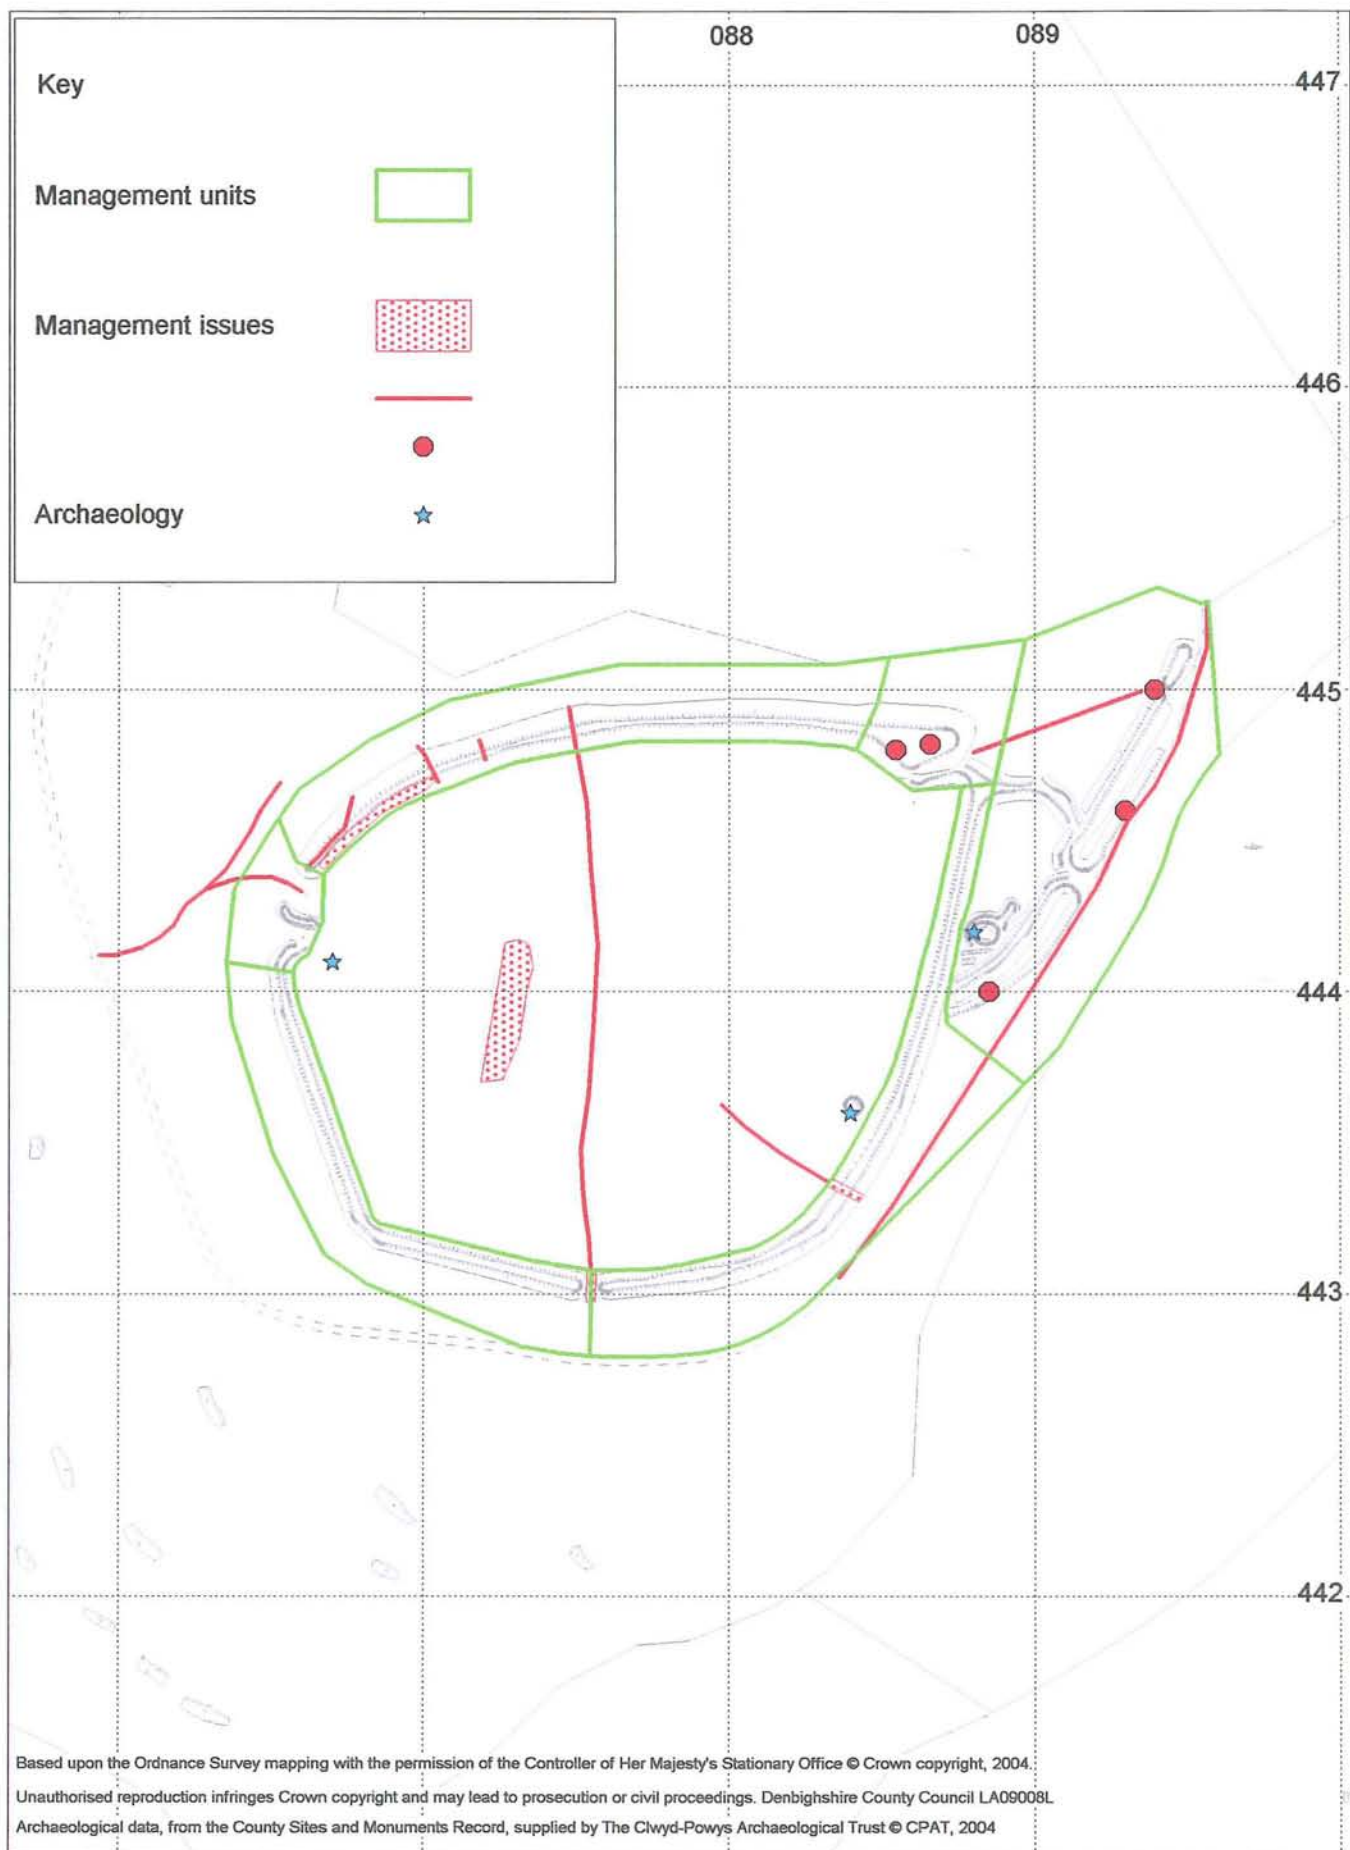 088 089
Key
447
Management units
Management issues
446
Archaeology
445
444
443
442
Based upon the Ordnance Survey mapping with the permission of the Controller of Her Majesty's Stationary Office © Crown copyright, 2004.
Unauthorised reproduction infringes Crown copyright and may lead to prosecution or civil proceedings. Denbighshire County Council LA09008L
Archaeological data, from the County Sites and Monuments Record, supplied by The Clwyd-Powys Archaeological Trust © CPAT, 2004